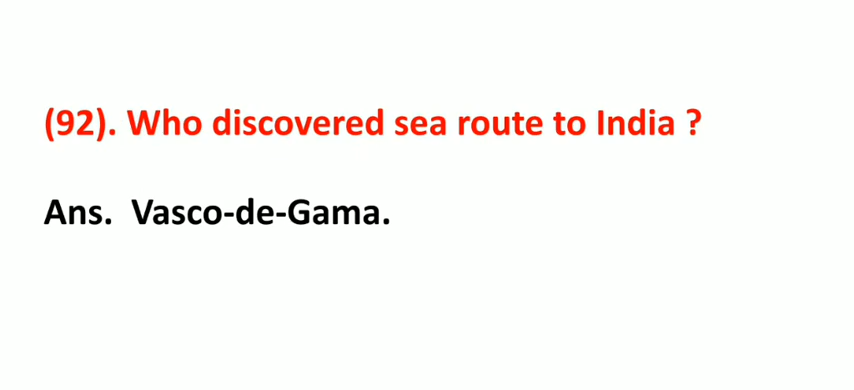 (92). Who discovered sea route to India ?
Ans. Vasco-de-Gama.